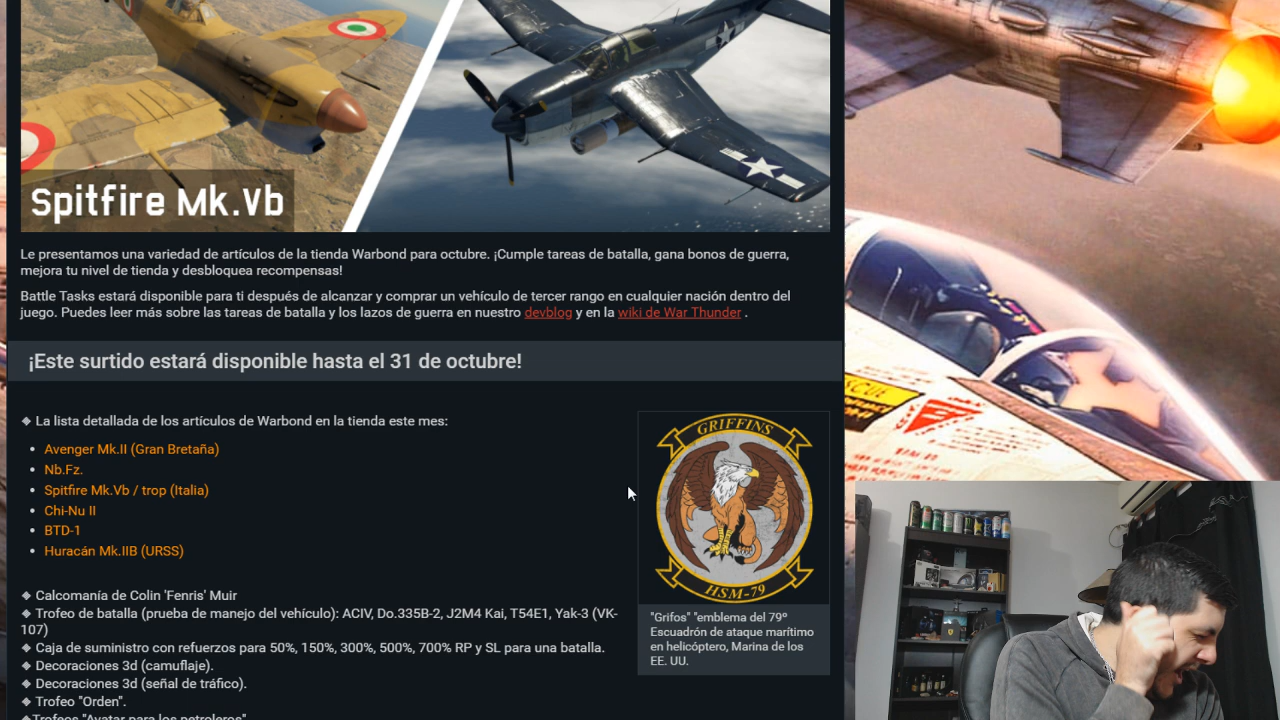 Spitfire Mk.Vb
Le presentamos una variedad de artículos de la tienda Warbond para octubre. ¡Cumple tareas de batalla, gana bonos de guerra,
mejora tu nivel de tienda y desbloquea recompensas!
Battle Tasks estará disponible para ti después de alcanzar y comprar un vehículo de tercer rango en cualquier nación dentro del
juego. Puedes leer más sobre las tareas de batalla y los lazos de guerra en nuestro devblog y en la wiki de War Thunder .
¡Este surtido estará disponible hasta el 31 de octubre!
❖ La lista detallada de los artículos de Warbond en la tienda este mes:
• Avenger Mk.II (Gran Bretaña)
• Nb.Fz.
• Spitfire Mk.Vb / trop (Italia)
• Chi-Nu II
• BTD-1
• Huracán Mk.IIB (URSS)
❖ Calcomanía de Colin 'Fenris' Muir
❖ Trofeo de batalla (prueba de manejo del vehículo): ACIV, Do.335B-2, J2M4 Kai, T54E1, Yak-3 (VK-
107)
❖ Caja de suministro con refuerzos para 50%, 150%, 300%, 500%, 700% RP y SL para una batalla.
❖ Decoraciones 3d (camuflaje).
❖ Decoraciones 3d (señal de tráfico).
❖ Trofeo "Orden".
❖Trofeos "Avatar para los petroleros"
GRIFFINS
HSM-79
"Grifos" "emblema del 79º
Escuadrón de ataque marítimo
en helicóptero, Marina de los
EE. UU.